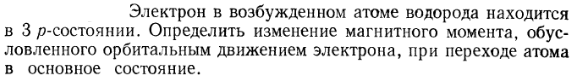 Электрон в возбужденном атоме водорода находится
в 3 p-состоянии. Определить изменение магнитного момента, обус-
ловленного орбитальным движением электрона, при переходе атома
в основное состояние.